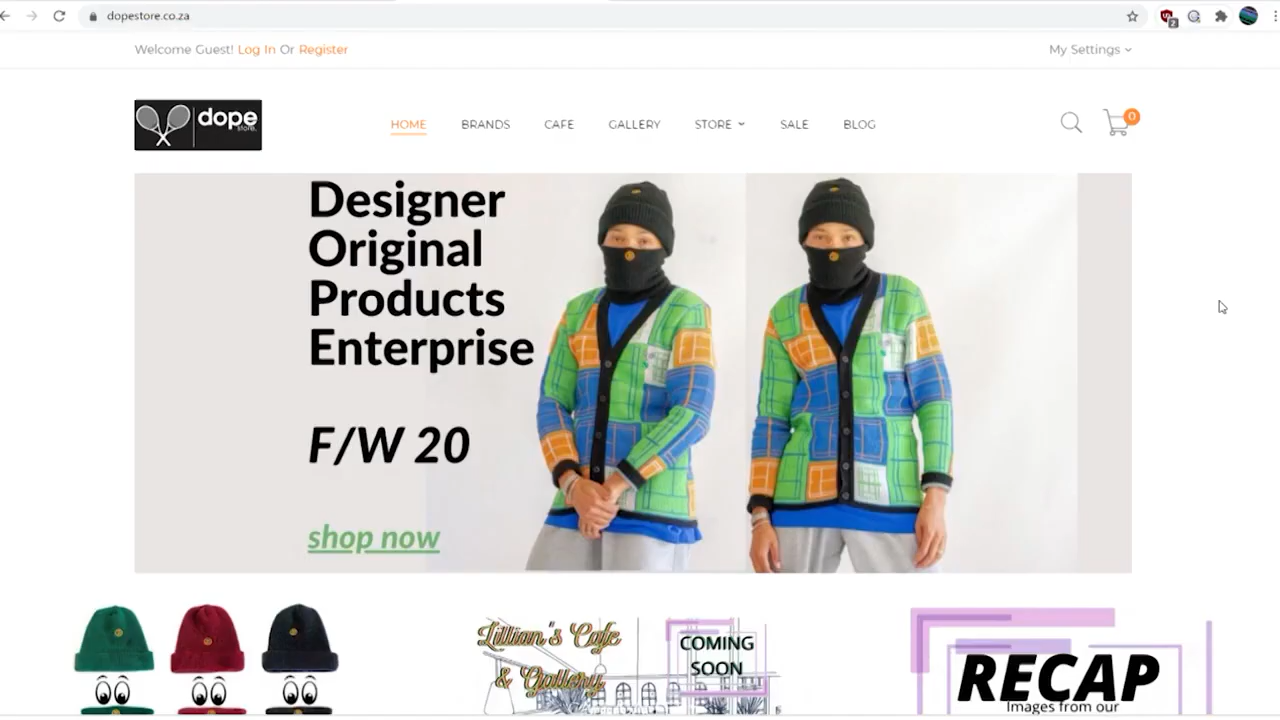 dopestore.co.za
2
Welcome Guest! Log In Or Register
My Settings
dope
store.
HOME BRANDS CAFE GALLERY STORE SALE BLOG
0
Designer
Original
Products
Enterprise
F/W 20
shop now
Lillian's Cafe
& Gallery
COMING
SOON
RECAP
Images from our